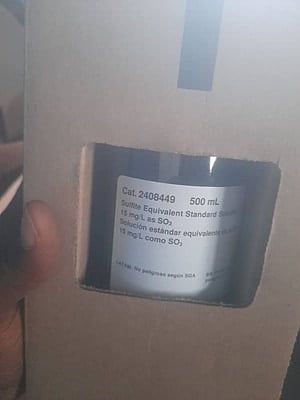 Cat. 2408449 500 mL
Sulfite Equivalent Standard
15 mg/L as SO₂
Solución estándar equivalente
15 mg/L como SO₂
No peligroso según SGA